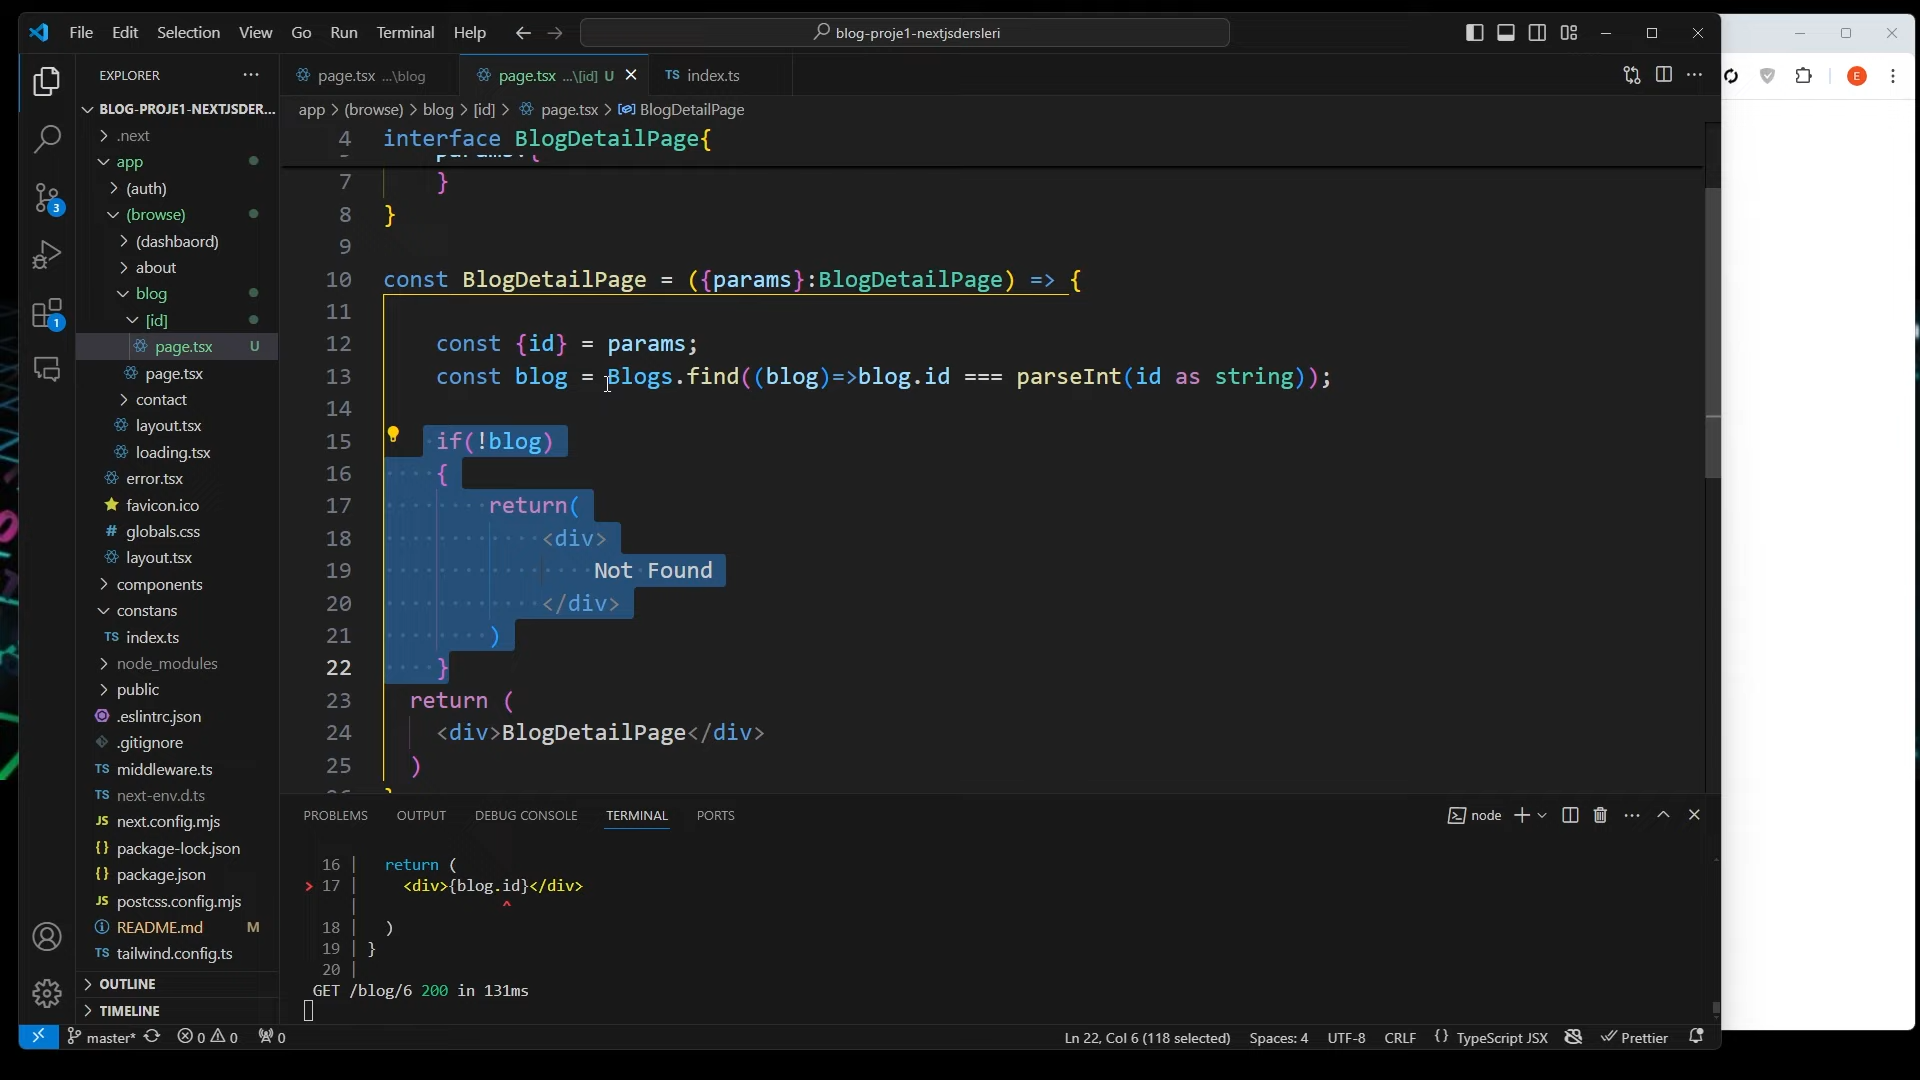 File Edit Selection View Go Run Terminal Help
blog-proje1-nextjsdersleri
EXPLORER
page.tsx ...\blog
page.tsx ...\[id] U
TS index.ts
BLOG-PROJE1-NEXTJSDER...
app > (browse) > blog > [id] > page.tsx > BlogDetailPage
.next
app
(auth)
(browse)
(dashbaord)
about
blog
[id]
page.tsx U
page.tsx
contact
layout.tsx
loading.tsx
error.tsx
favicon.ico
# globals.css
layout.tsx
components
constans
TS index.ts
node_modules
public
.eslintrc.json
.gitignore
TS middleware.ts
TS next-env.d.ts
JS next.config.mjs
{} package-lock.json
{} package.json
JS postcss.config.mjs
README.md M
TS tailwind.config.ts
OUTLINE
TIMELINE
3
1
E
4 interface BlogDetailPage{
7 }
8 }
9
10 const BlogDetailPage = ({params}:BlogDetailPage) => {
11
12 const {id} = params;
13 const blog = Blogs.find((blog)=>blog.id === parseInt(id as string));
14
15 if(!blog)
16 {
17 return(
18 <div>
19 Not Found
20 </div>
21 )
22 }
23 return (
24 <div>BlogDetailPage</div>
25 )
PROBLEMS OUTPUT DEBUG CONSOLE TERMINAL PORTS
node
16 | return (
> 17 | <div>{blog.id}</div>
| ^
18 | )
19 | }
20 |
GET /blog/6 200 in 131ms
master* 0 0 0
Ln 22, Col 6 (118 selected) Spaces: 4 UTF-8 CRLF {} TypeScript JSX Prettier